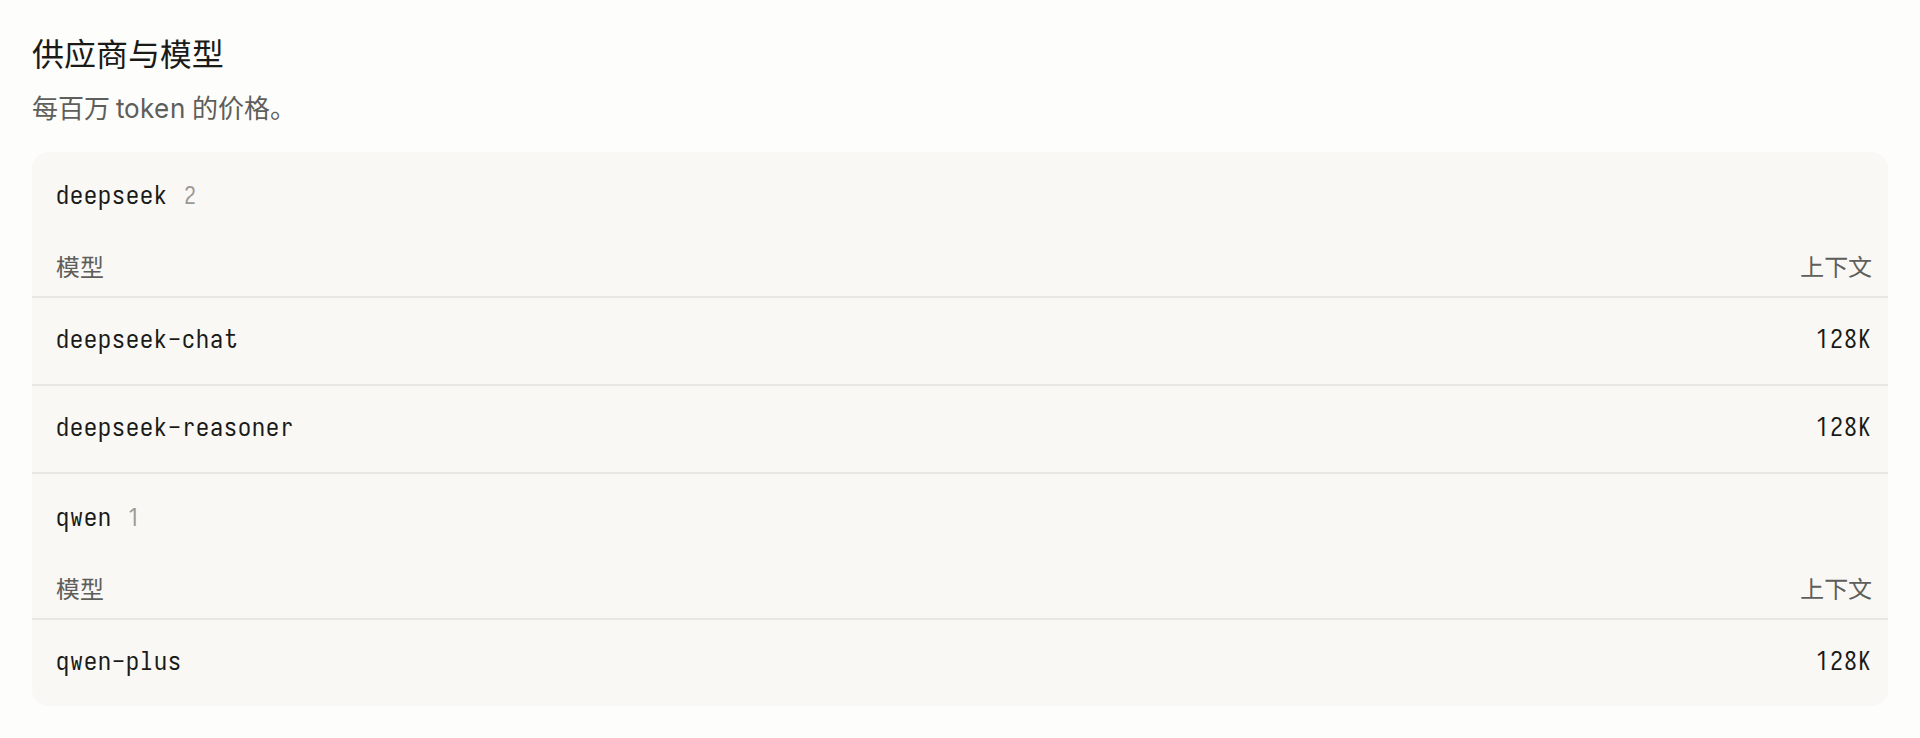 供应商与模型
每百万 token 的价格。
deepseek 2
模型 上下文
deepseek-chat 128K
deepseek-reasoner 128K
qwen 1
模型 上下文
qwen-plus 128K